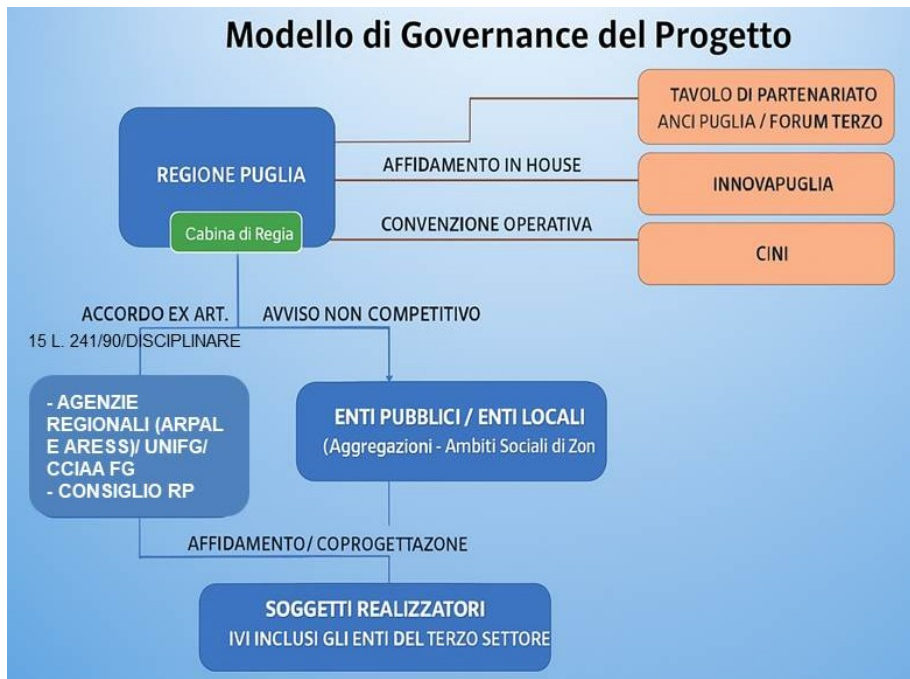 Modello di Governance del Progetto
TAVOLO DI PARTENARIATO
ANCI PUGLIA / FORUM TERZO
REGIONE PUGLIA
AFFIDAMENTO IN HOUSE
INNOVAPUGLIA
Cabina di Regia
CONVENZIONE OPERATIVA
CINI
ACCORDO EX ART.
15 L. 241/90/DISCIPLINARE
AVVISO NON COMPETITIVO
- AGENZIE
REGIONALI (ARPAL
E ARESS)/ UNIFG/
CCIAA FG
- CONSIGLIO RP
ENTI PUBBLICI / ENTI LOCALI
(Aggregazioni - Ambiti Sociali di Zon
AFFIDAMENTO/ COPROGETTAZONE
SOGGETTI REALIZZATORI
IVI INCLUSI GLI ENTI DEL TERZO SETTORE